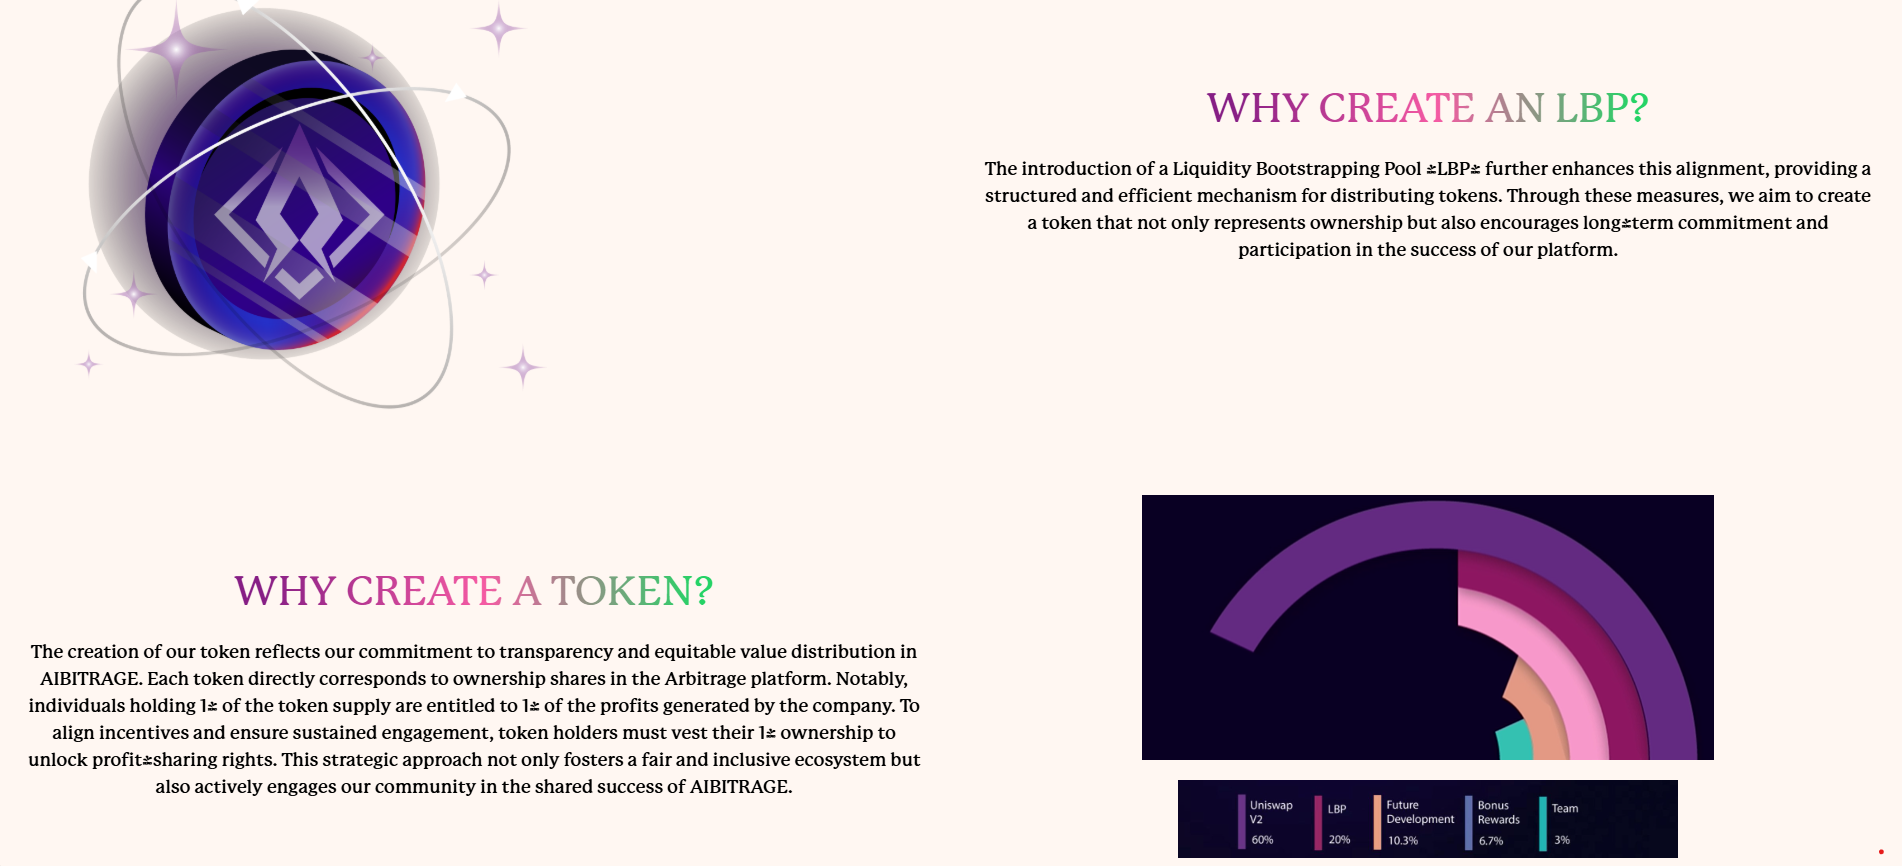 WHY CREATE AN LBP?
The introduction of a Liquidity Bootstrapping Pool ≚LBP≚ further enhances this alignment, providing a
structured and efficient mechanism for distributing tokens. Through these measures, we aim to create
a token that not only represents ownership but also encourages long≚term commitment and
participation in the success of our platform.
WHY CREATE A TOKEN?
The creation of our token reflects our commitment to transparency and equitable value distribution in
AIBITRAGE. Each token directly corresponds to ownership shares in the Arbitrage platform. Notably,
individuals holding 1≚ of the token supply are entitled to 1≚ of the profits generated by the company. To
align incentives and ensure sustained engagement, token holders must vest their 1≚ ownership to
unlock profit≚sharing rights. This strategic approach not only fosters a fair and inclusive ecosystem but
also actively engages our community in the shared success of AIBITRAGE.
Uniswap V2 60%
LBP 20%
Future Development 10.3%
Bonus Rewards 6.7%
Team 3%